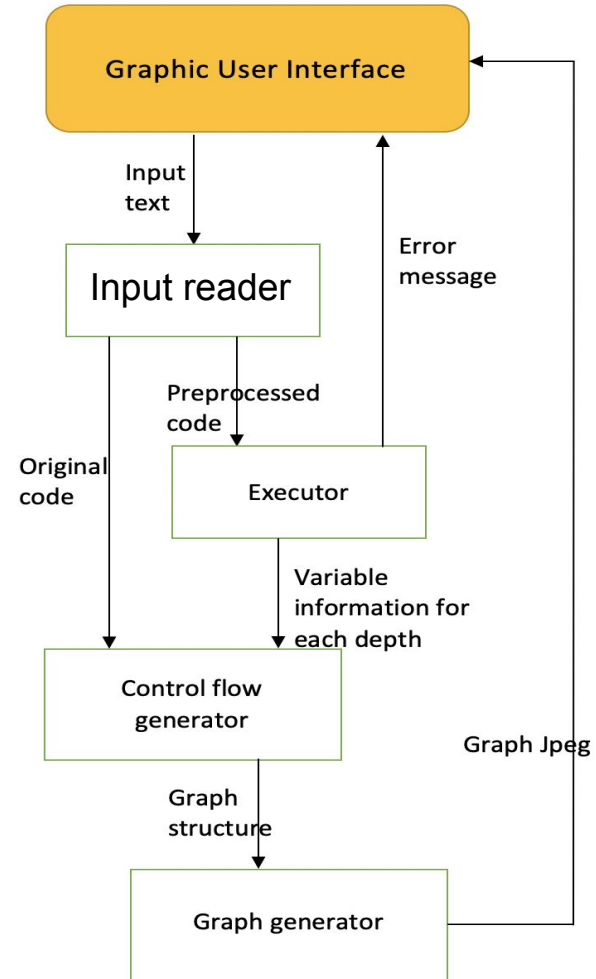 Graphic User Interface
Input
text
Error
message
Input reader
Preprocessed
code
Original
code
Executor
Variable
information for
each depth
Control flow
generator
Graph Jpeg
Graph
structure
Graph generator